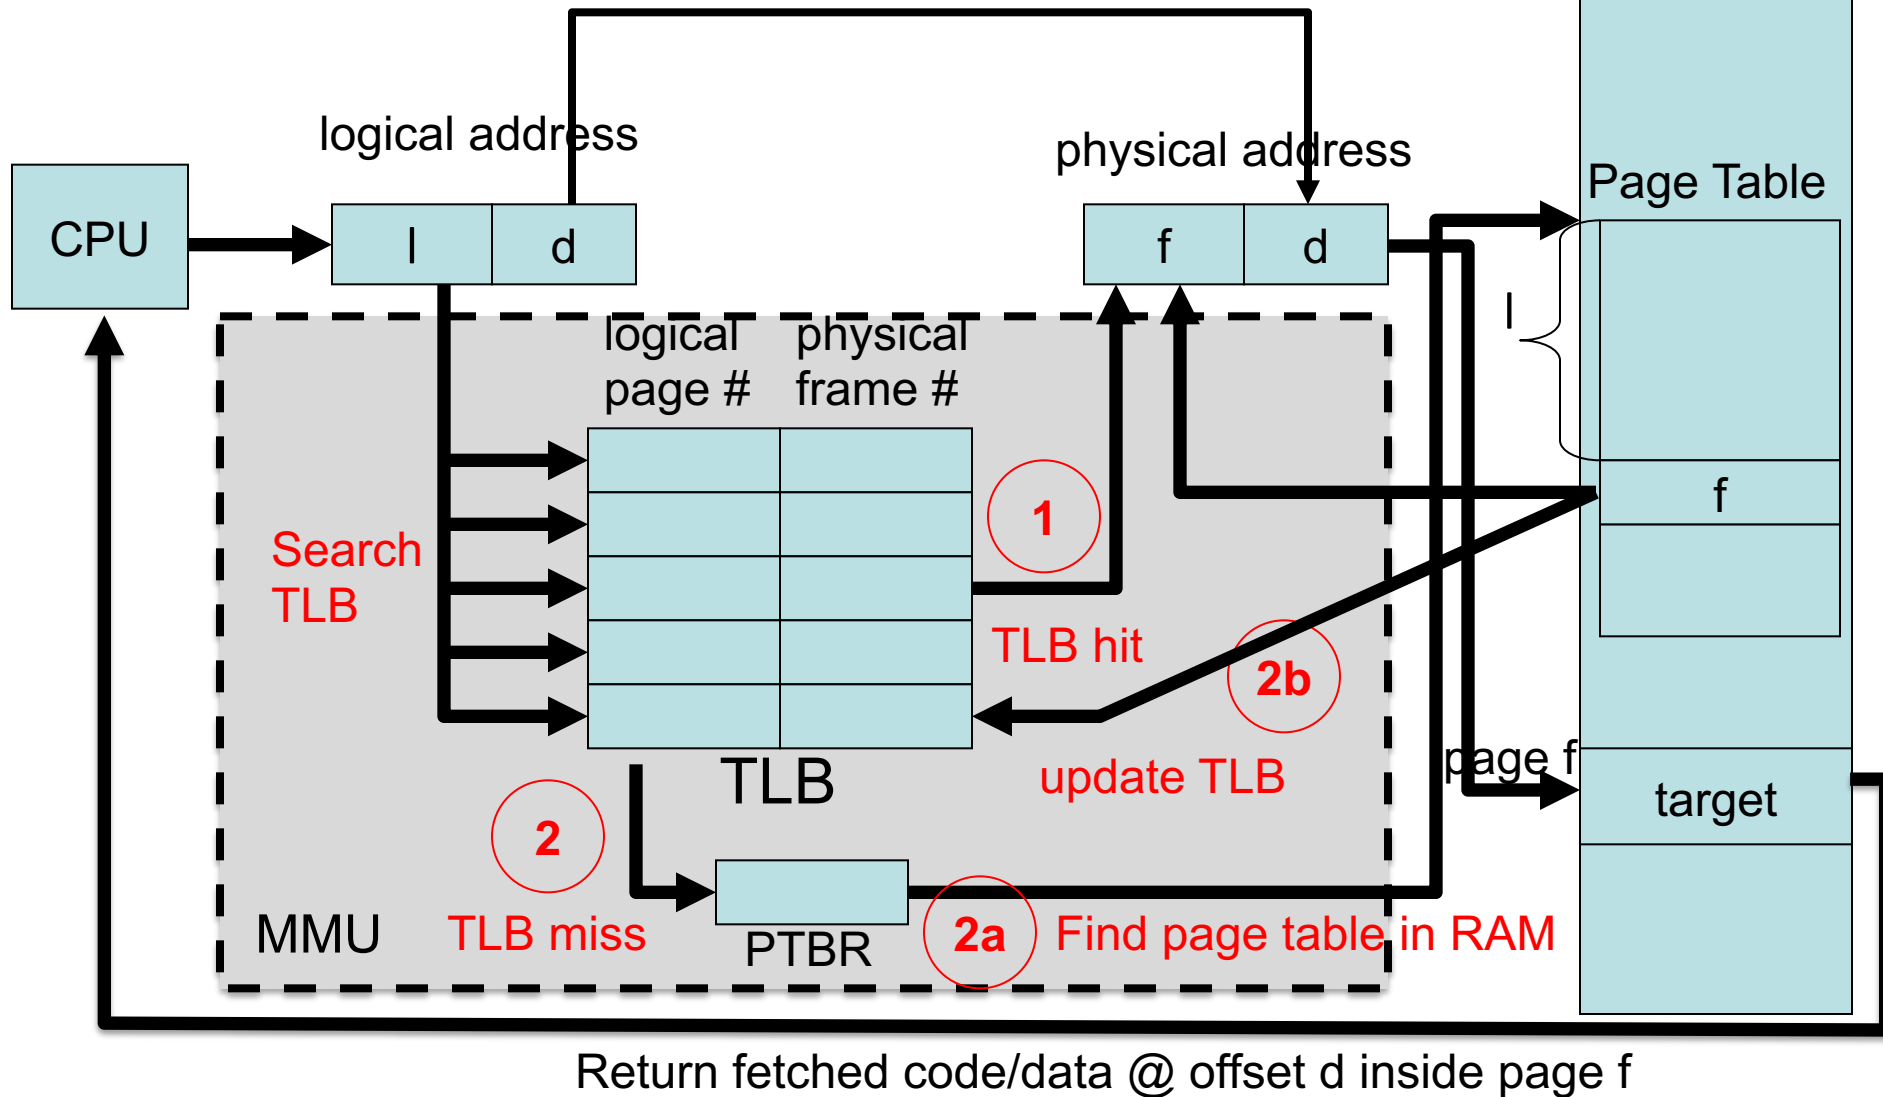 logical address
physical address
Page Table
CPU
l
d
f
d
l
logical
page #
physical
frame #
f
1
Search
TLB
TLB hit
2b
page f
update TLB
TLB
target
2
MMU
TLB miss
PTBR
2a
Find page table in RAM
Return fetched code/data @ offset d inside page f